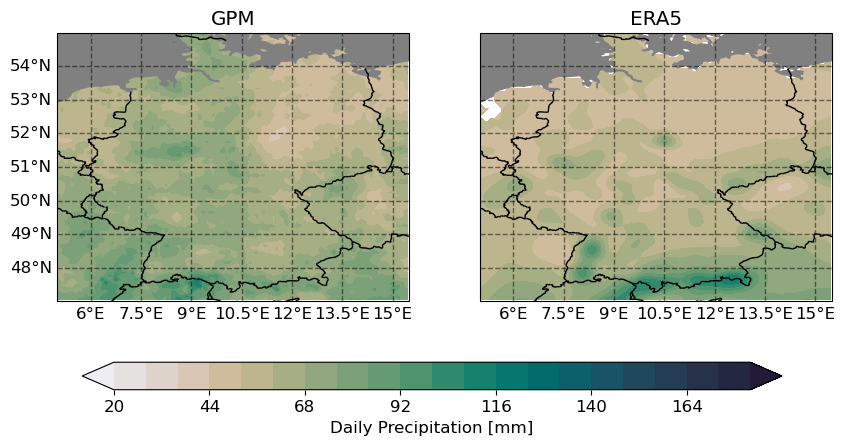 GPM ERA5
54°N
53°N
52°N
51°N
50°N
49°N
48°N
6°E 7.5°E 9°E 10.5°E 12°E 13.5°E 15°E 6°E 7.5°E 9°E 10.5°E 12°E 13.5°E 15°E
20 44 68 92 116 140 164
Daily Precipitation [mm]